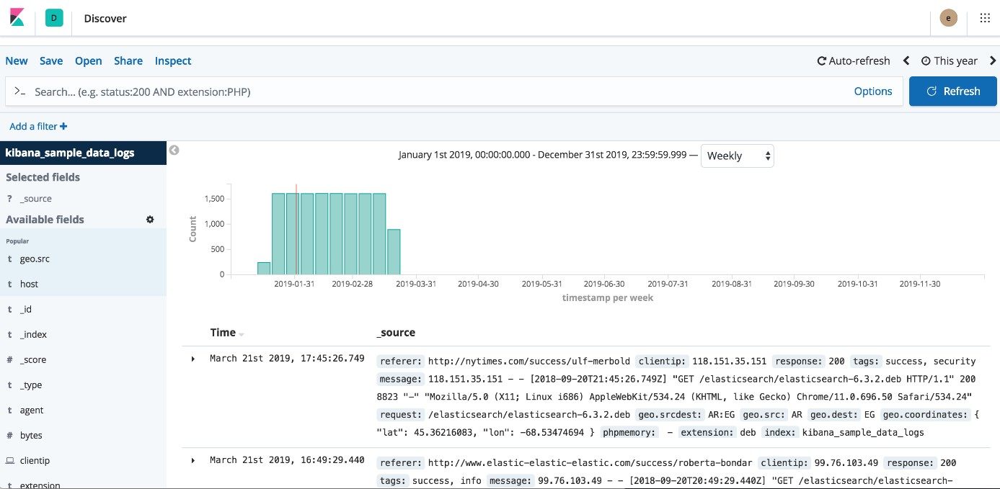 D Discover e
New Save Open Share Inspect Auto-refresh This year
>_ Search... (e.g. status:200 AND extension:PHP) Options Refresh
Add a filter +
kibana_sample_data_logs
Selected fields
? _source
Available fields
Popular
t geo.src
t host
t _id
t _index
# _score
t _type
t agent
# bytes
clientip
t extension
January 1st 2019, 00:00:00.000 - December 31st 2019, 23:59:59.999 — Weekly
Count
1,500
1,000
500
0
2019-01-31 2019-02-28 2019-03-31 2019-04-30 2019-05-31 2019-06-30 2019-07-31 2019-08-31 2019-09-30 2019-10-31 2019-11-30
timestamp per week
Time _source
March 21st 2019, 17:45:26.749 referer: http://nytimes.com/success/ulf-merbold clientip: 118.151.35.151 response: 200 tags: success, security
message: 118.151.35.151 - - [2018-09-20T21:45:26.749Z] "GET /elasticsearch/elasticsearch-6.3.2.deb HTTP/1.1" 200
8823 "-" "Mozilla/5.0 (X11; Linux i686) AppleWebKit/534.24 (KHTML, like Gecko) Chrome/11.0.696.50 Safari/534.24"
request: /elasticsearch/elasticsearch-6.3.2.deb geo.srcdest: AR:EG geo.src: AR geo.dest: EG geo.coordinates: {
"lat": 45.36216083, "lon": -68.53474694 } phpmemory: - extension: deb index: kibana_sample_data_logs
March 21st 2019, 16:49:29.440 referer: http://www.elastic-elastic-elastic.com/success/roberta-bondar clientip: 99.76.103.49 response: 200
tags: success, info message: 99.76.103.49 - - [2018-09-20T20:49:29.440Z] "GET /elasticsearch/elasticsearch-